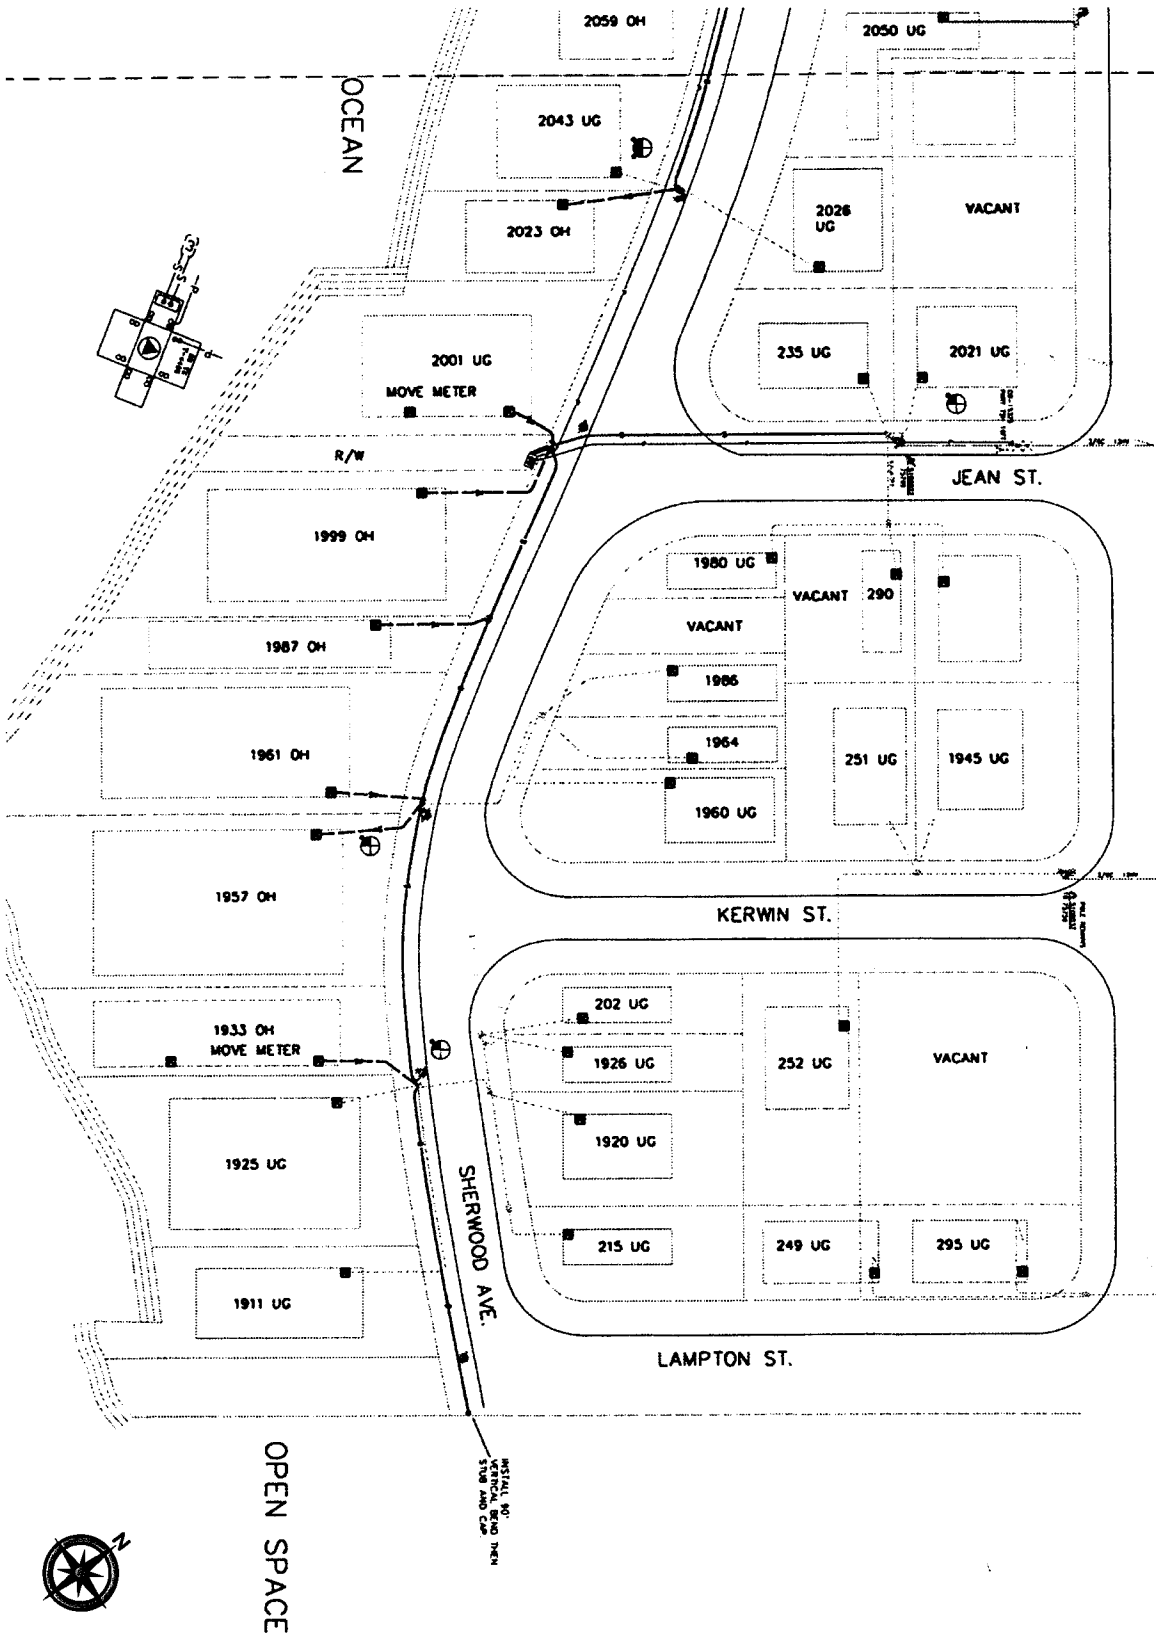 2059 OH
2050 UG
OCEAN
2043 UG
2026
UG
VACANT
2023 OH
2001 UG
MOVE METER
235 UG
2021 UG
R/W
JEAN ST.
1999 OH
1980 UG
VACANT
290
VACANT
1987 OH
1986
1961 OH
1964
251 UG
1945 UG
1960 UG
1957 OH
KERWIN ST.
202 UG
1933 OH
MOVE METER
1926 UG
252 UG
VACANT
1925 UG
1920 UG
SHERWOOD AVE.
215 UG
249 UG
295 UG
1911 UG
LAMPTON ST.
INSTALL 90°
VERTICAL BEND THEN
STUB AND CAP.
OPEN SPACE
N